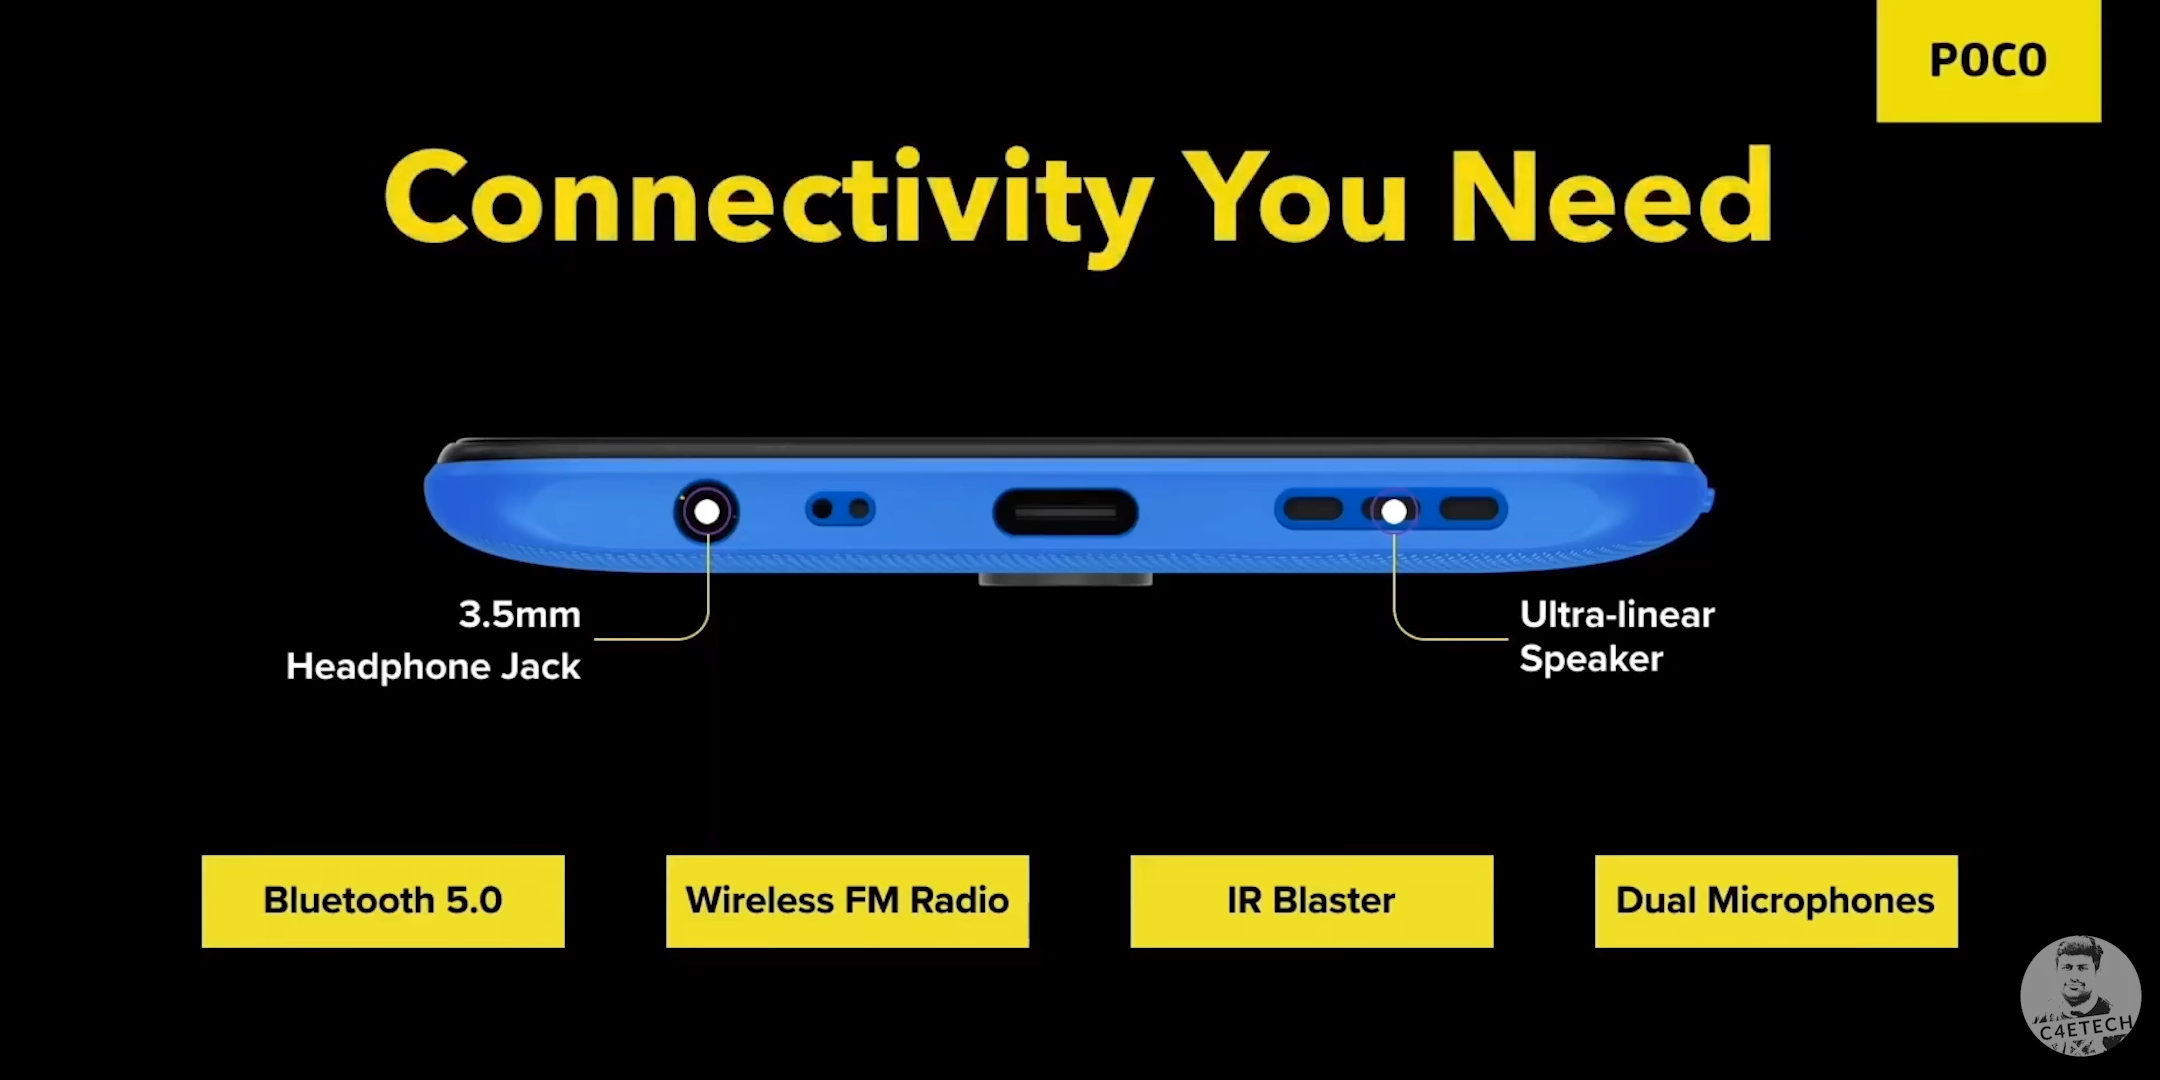 POCO
Connectivity You Need
3.5mm
Headphone Jack
Ultra-linear
Speaker
Bluetooth 5.0
Wireless FM Radio
IR Blaster
Dual Microphones
C4ETECH